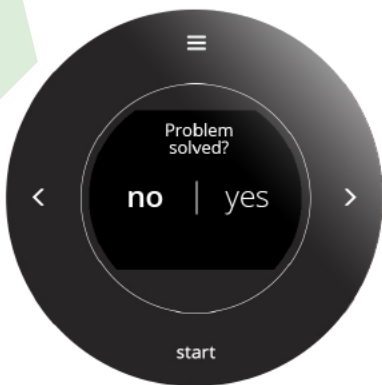 Problem
solved?
no | yes
start